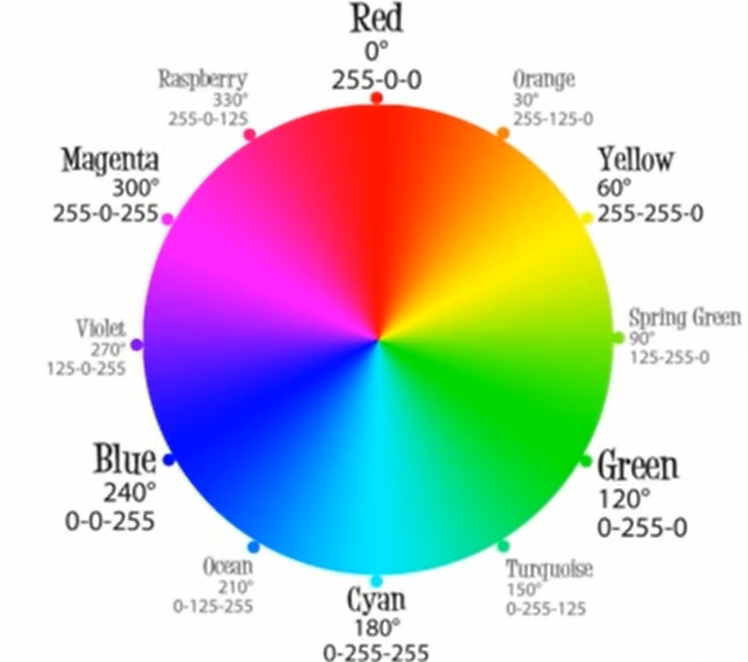 Red
0°
255-0-0
Orange
30°
255-125-0
Yellow
60°
255-255-0
Spring Green
90°
125-255-0
Green
120°
0-255-0
Turquoise
150°
0-255-125
Cyan
180°
0-255-255
Ocean
210°
0-125-255
Blue
240°
0-0-255
Violet
270°
125-0-255
Magenta
300°
255-0-255
Raspberry
330°
255-0-125